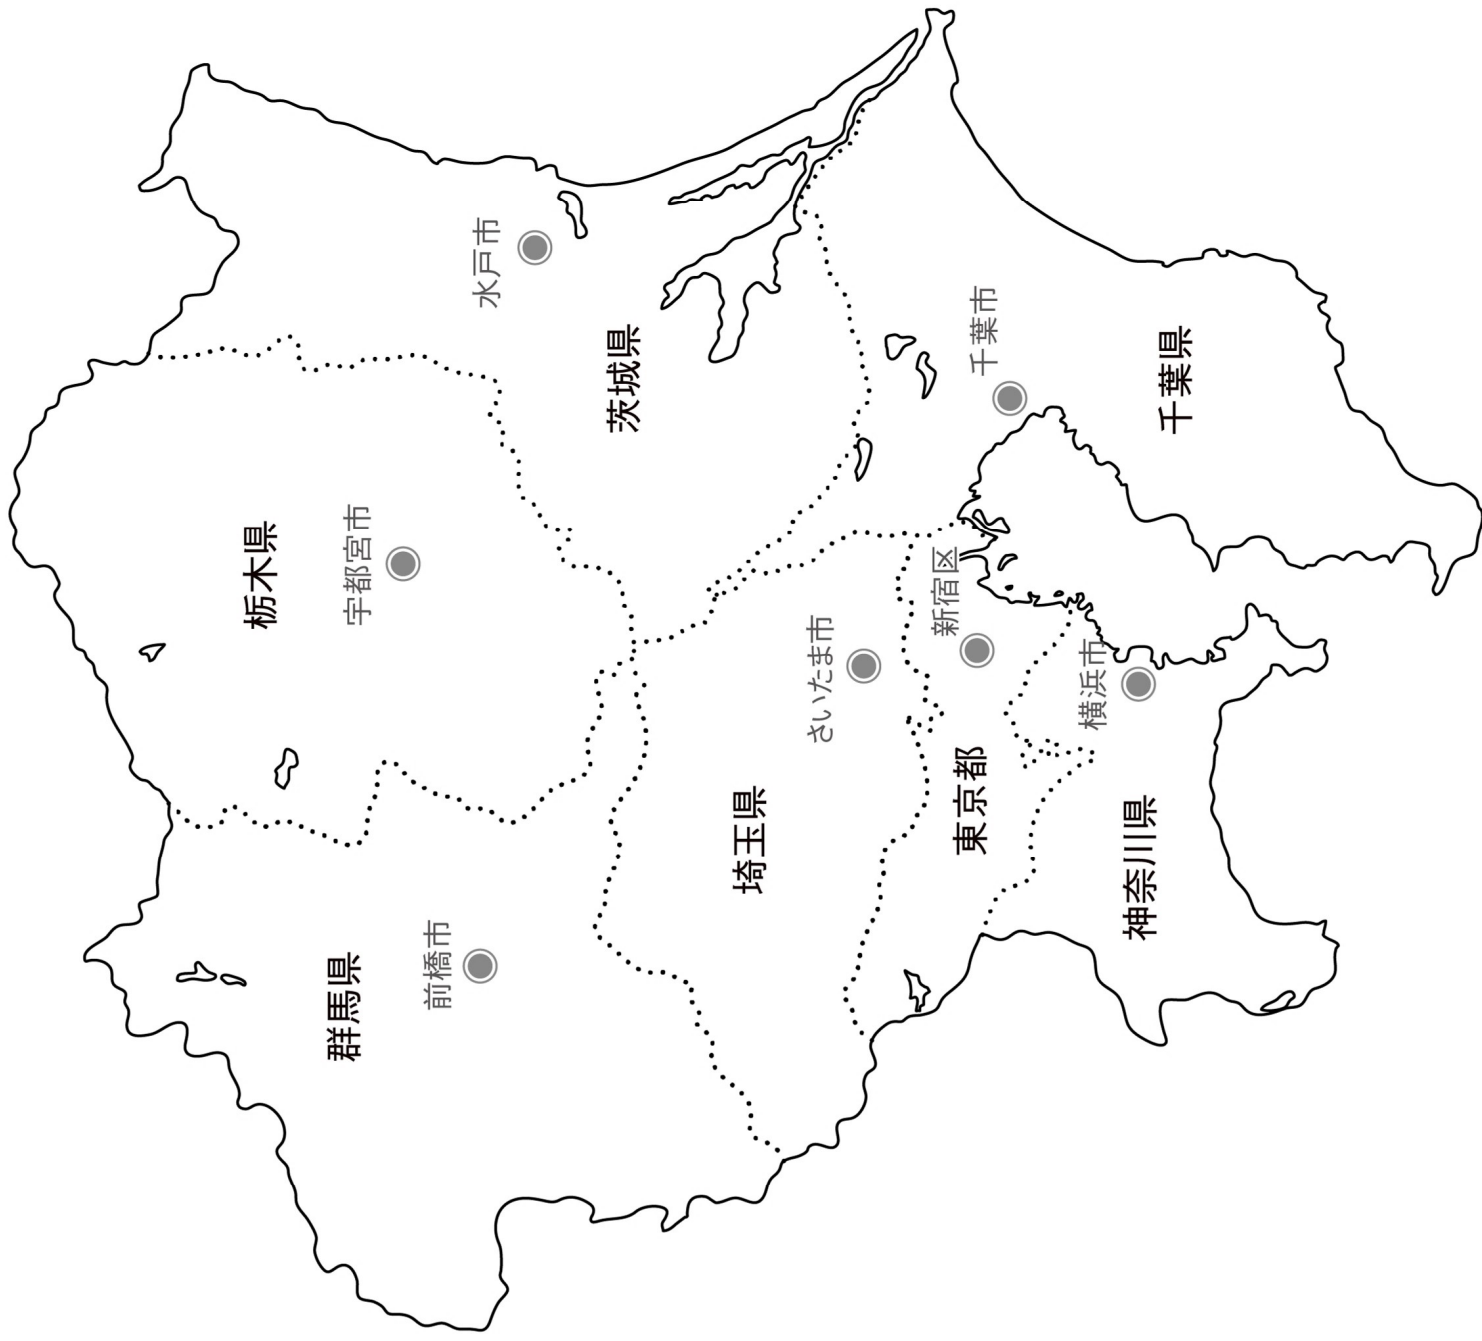 栃木県
宇都宮市
群馬県
前橋市
水戸市
茨城県
埼玉県
さいたま市
新宿区
東京都
千葉市
千葉県
横浜市
神奈川県